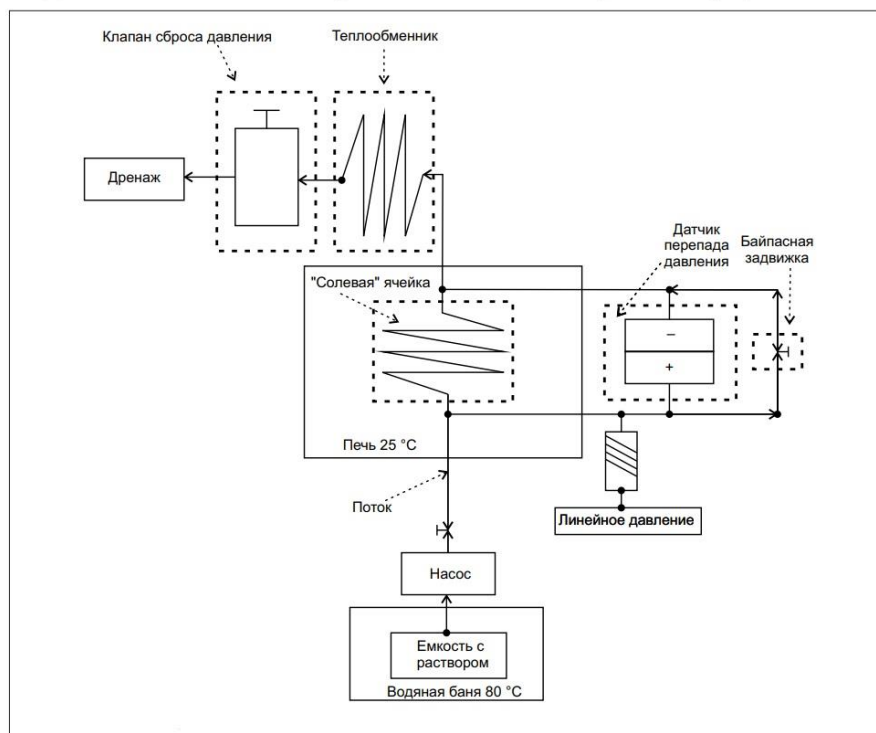 Клапан сброса давления
Теплообменник
Дренаж
Датчик
перепада
давления
Байпасная
задвижка
"Солевая" ячейка
–
+
Печь 25 °C
Поток
Линейное давление
Насос
Емкость с
раствором
Водяная баня 80 °C